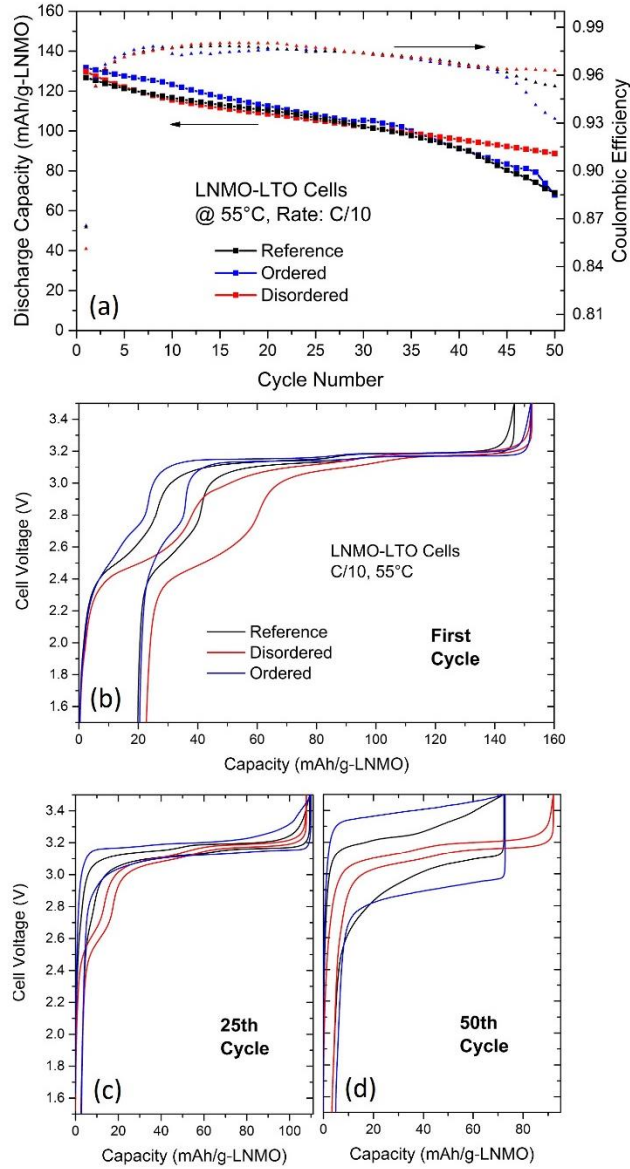 160
140
120
100
80
60
40
20
0
Discharge Capacity (mAh/g-LNMO)
0.99
0.96
0.93
0.90
0.87
0.84
0.81
Coulombic Efficiency
LNMO-LTO Cells
@ 55°C, Rate: C/10
Reference
Ordered
Disordered
(a)
0 5 10 15 20 25 30 35 40 45 50
Cycle Number
3.4
3.2
3.0
2.8
2.6
2.4
2.2
2.0
1.8
1.6
Cell Voltage (V)
LNMO-LTO Cells
C/10, 55°C
Reference
Disordered
Ordered
First
Cycle
(b)
0 20 40 60 80 100 120 140 160
Capacity (mAh/g-LNMO)
3.4
3.2
3.0
2.8
2.6
2.4
2.2
2.0
1.8
1.6
Cell Voltage (V)
25th
Cycle
(c)
0 20 40 60 80 100
Capacity (mAh/g-LNMO)
50th
Cycle
(d)
0 20 40 60 80
Capacity (mAh/g-LNMO)